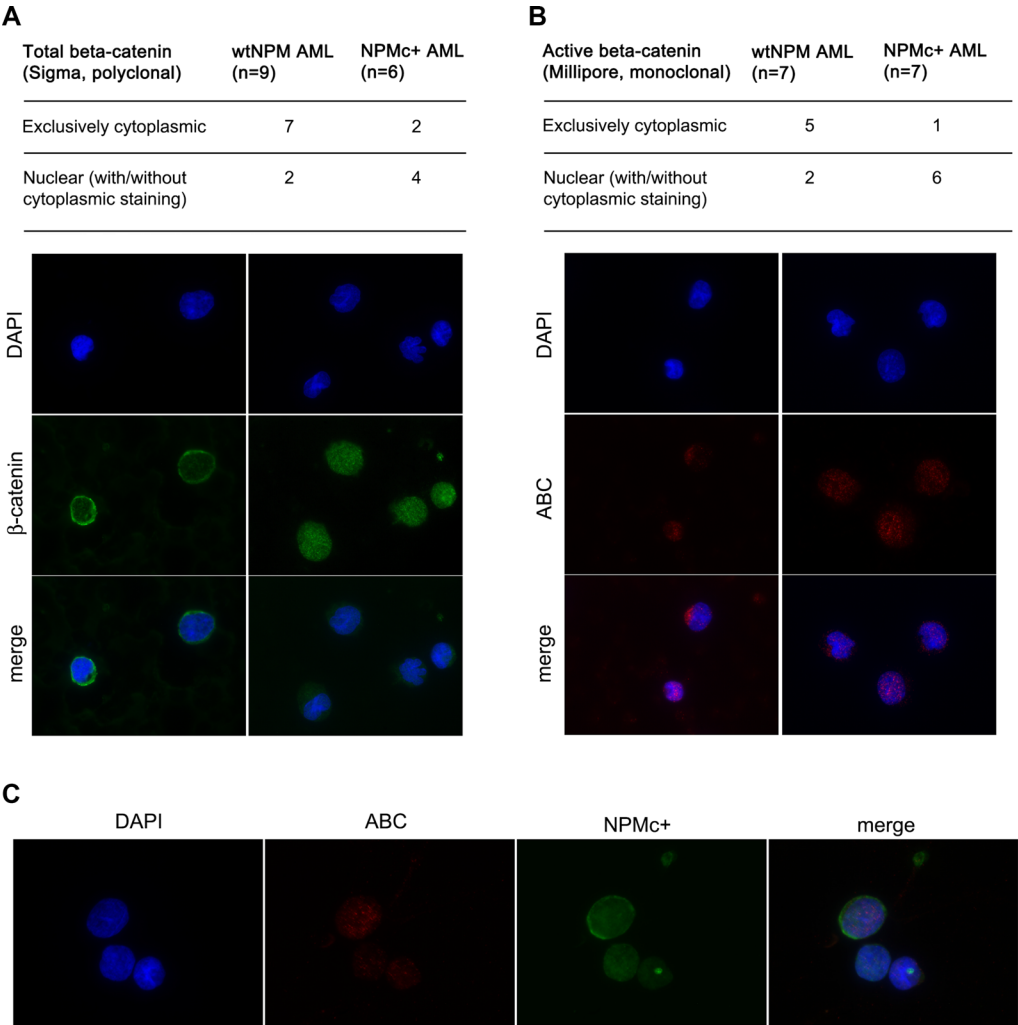 A
Total beta-catenin wtNPM AML NPMc+ AML
(Sigma, polyclonal) (n=9) (n=6)
Exclusively cytoplasmic 7 2
Nuclear (with/without 2 4
cytoplasmic staining)
DAPI
β-catenin
merge
B
Active beta-catenin wtNPM AML NPMc+ AML
(Millipore, monoclonal) (n=7) (n=7)
Exclusively cytoplasmic 5 1
Nuclear (with/without 2 6
cytoplasmic staining)
DAPI
ABC
merge
C
DAPI ABC NPMc+ merge